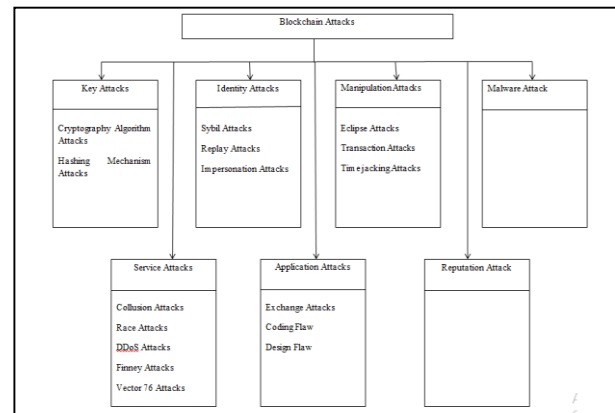 Blockchain Attacks
Key Attacks
Cryptography Algorithm
Attacks
Hashing Mechanism
Attacks
Identity Attacks
Sybil Attacks
Replay Attacks
Impersonation Attacks
Manipulation Attacks
Eclipse Attacks
Transaction Attacks
Timejacking Attacks
Malware Attack
Service Attacks
Collusion Attacks
Race Attacks
DDoS Attacks
Finney Attacks
Vector 76 Attacks
Application Attacks
Exchange Attacks
Coding Flaw
Design Flaw
Reputation Attack